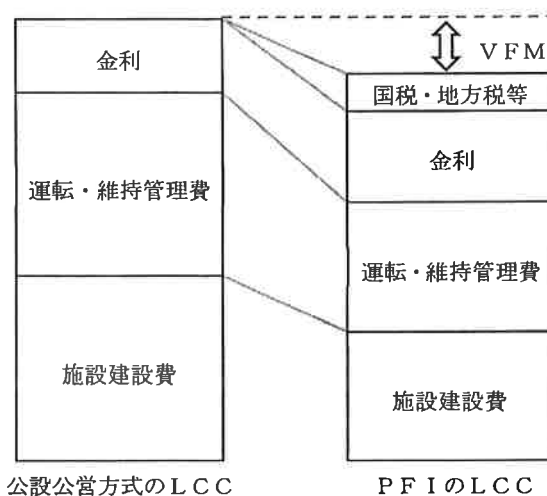 金利
運転・維持管理費
施設建設費
公設公営方式のＬＣＣ
ＶＦＭ
国税・地方税等
金利
運転・維持管理費
施設建設費
ＰＦＩのＬＣＣ